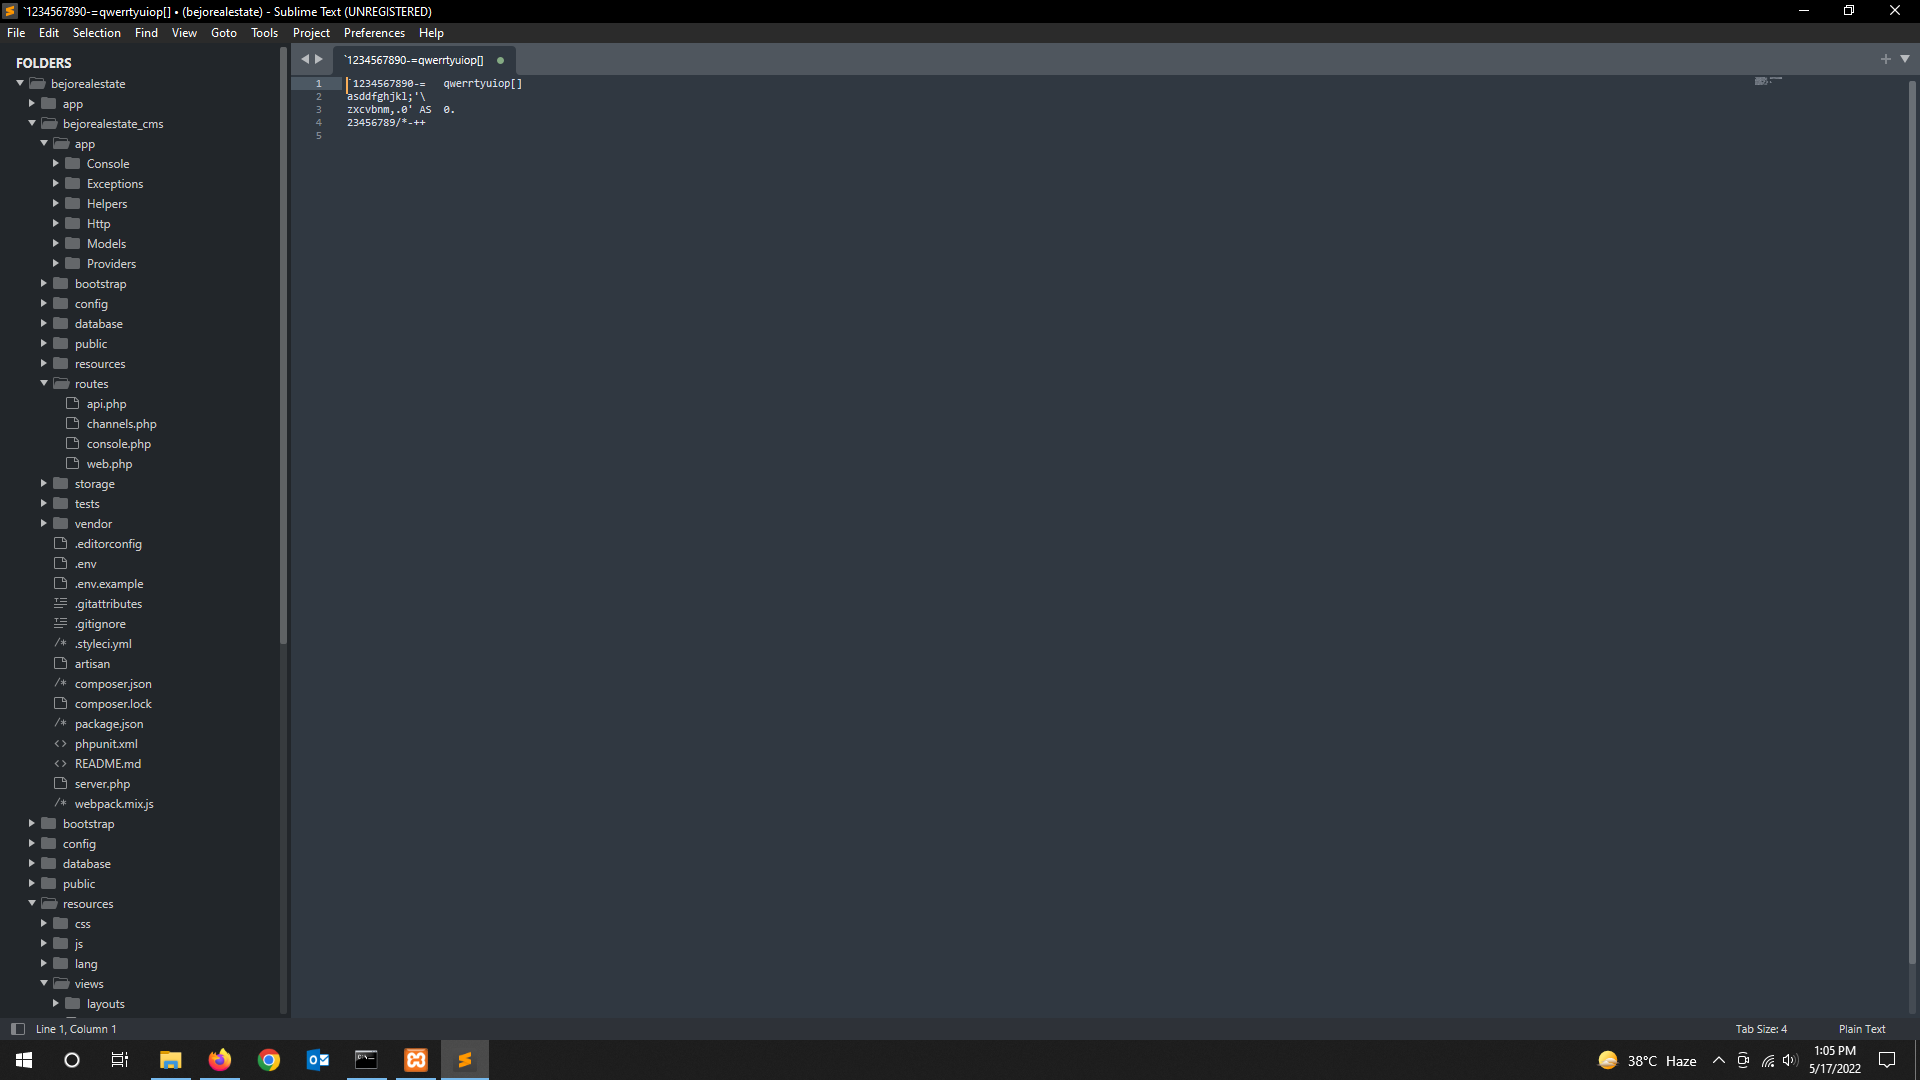 `1234567890-=qwerrtyuiop[] • (bejorealestate) - Sublime Text (UNREGISTERED)
File Edit Selection Find View Goto Tools Project Preferences Help
FOLDERS
bejorealestate
app
bejorealestate_cms
app
Console
Exceptions
Helpers
Http
Models
Providers
bootstrap
config
database
public
resources
routes
api.php
channels.php
console.php
web.php
storage
tests
vendor
.editorconfig
.env
.env.example
.gitattributes
.gitignore
/* .styleci.yml
artisan
/* composer.json
composer.lock
/* package.json
<> phpunit.xml
<> README.md
server.php
/* webpack.mix.js
bootstrap
config
database
public
resources
css
js
lang
views
layouts
`1234567890-=qwerrtyuiop[]
1 `1234567890-= qwerrtyuiop[]
2 asddfghjkl;'\
3 zxcvbnm,.0' AS 0.
4 23456789/*-++
5
Line 1, Column 1
Tab Size: 4
Plain Text
38°C Haze
1:05 PM
5/17/2022